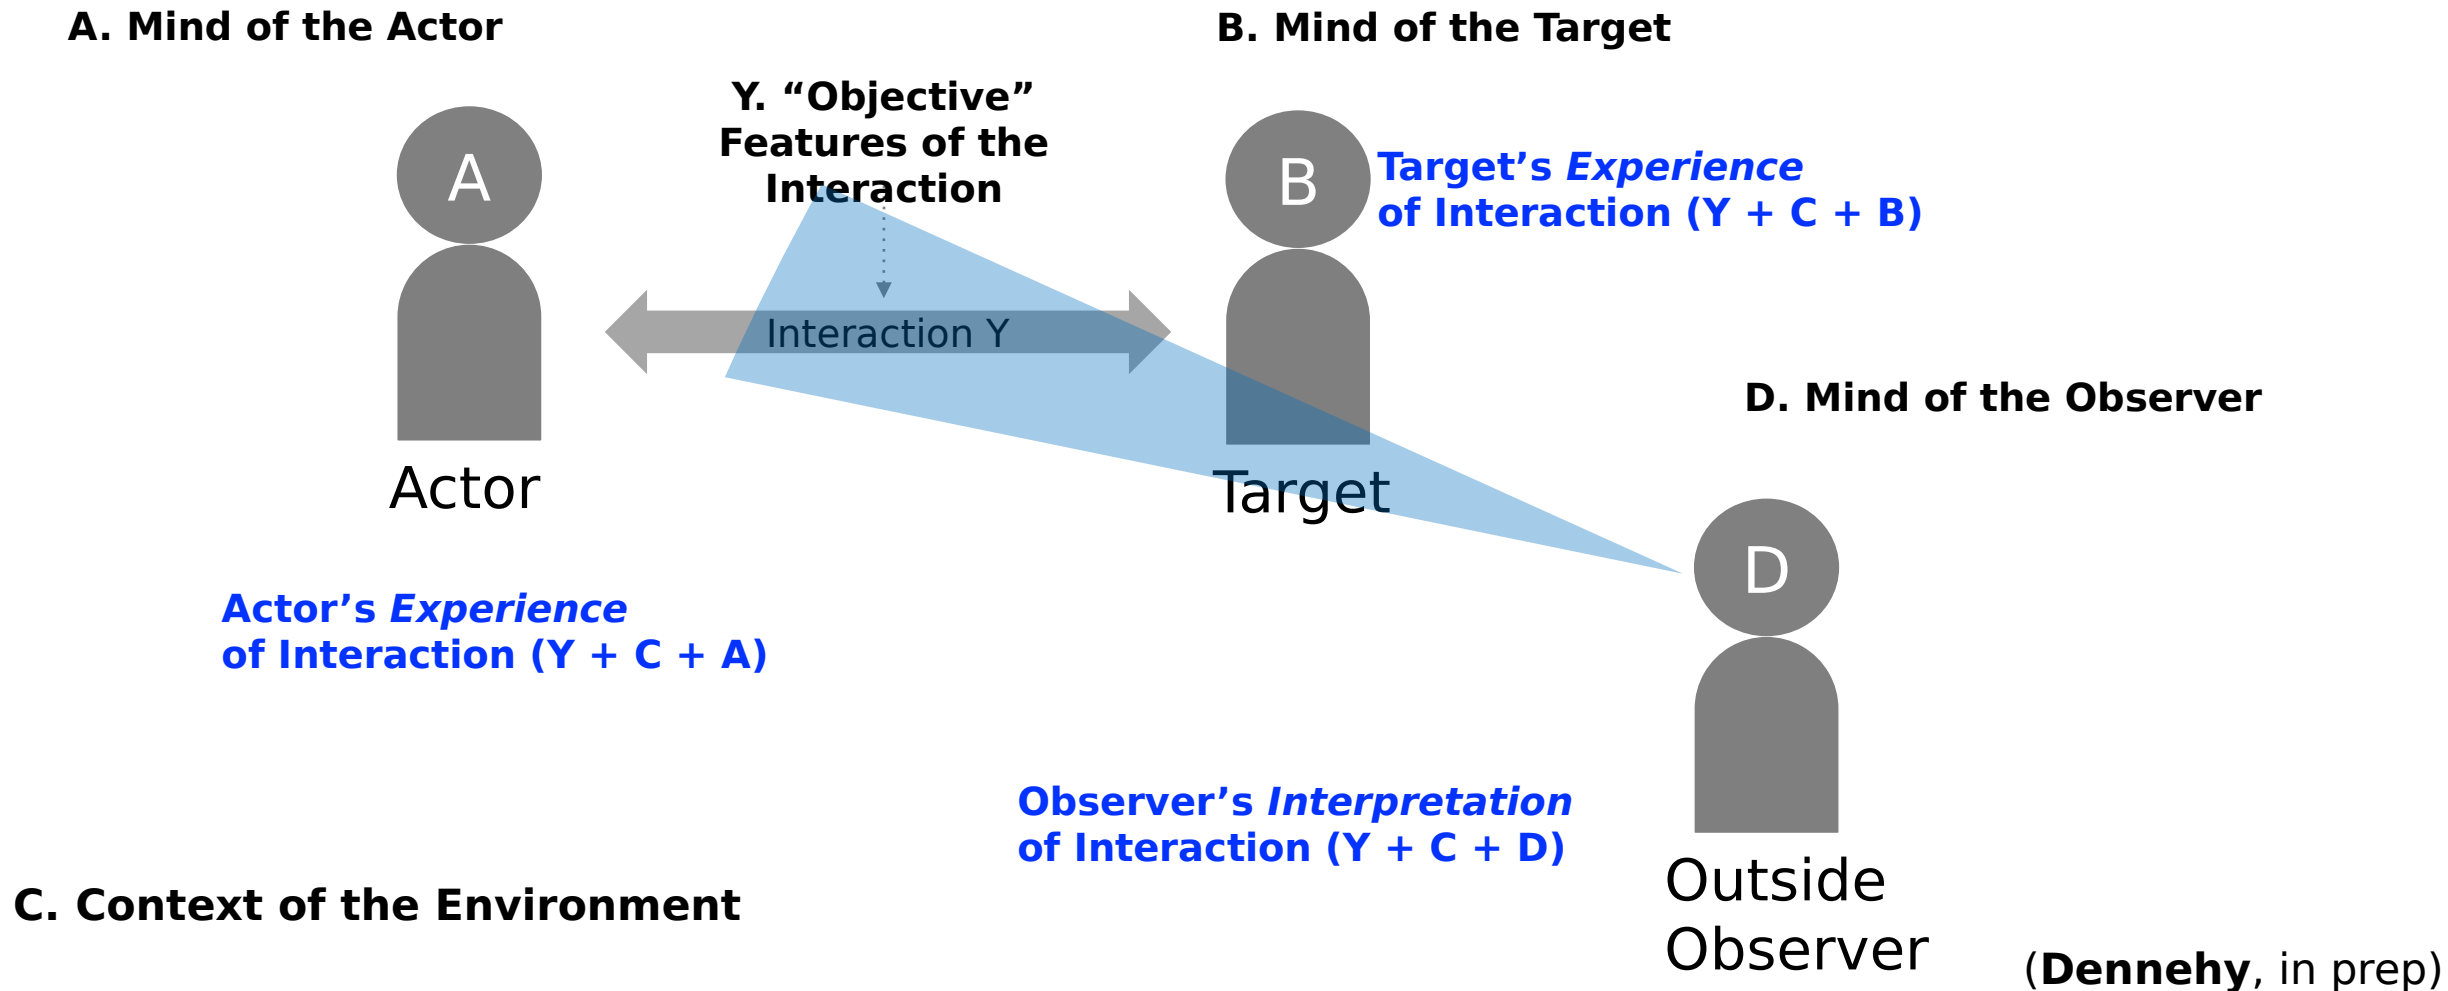 A. Mind of the Actor
B. Mind of the Target
Y. “Objective”
Features of the
Interaction
A
B
Target’s Experience
of Interaction (Y + C + B)
Interaction Y
D. Mind of the Observer
Actor
Target
D
Actor’s Experience
of Interaction (Y + C + A)
Observer’s Interpretation
of Interaction (Y + C + D)
Outside
Observer
C. Context of the Environment
(Dennehy, in prep)